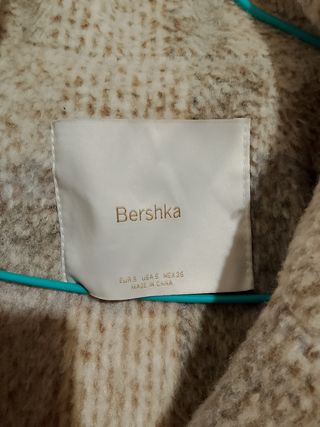 Bershka
EUR S USA S MEX 26
MADE IN CHINA